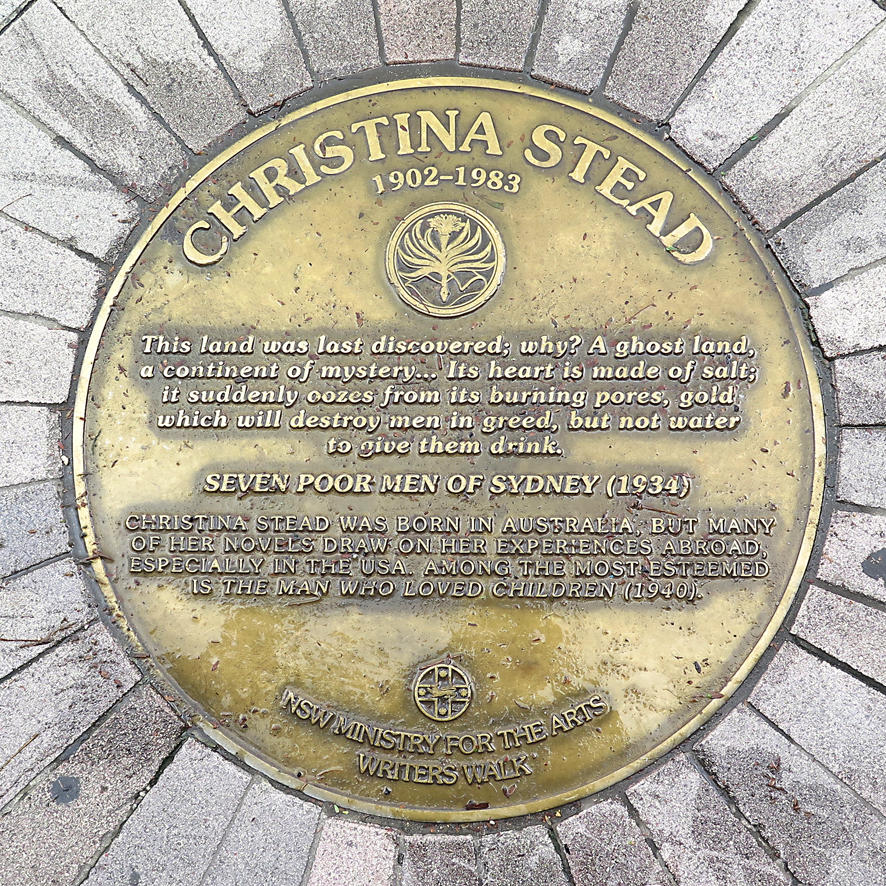 CHRISTINA STEAD
1902–1983
This land was last discovered; why? A ghost land,
a continent of mystery... Its heart is made of salt;
it suddenly oozes from its burning pores, gold
which will destroy men in greed, but not water
to give them drink.
SEVEN POOR MEN OF SYDNEY (1934)
CHRISTINA STEAD WAS BORN IN AUSTRALIA, BUT MANY
OF HER NOVELS DRAW ON HER EXPERIENCES ABROAD,
ESPECIALLY IN THE USA. AMONG THE MOST ESTEEMED
IS THE MAN WHO LOVED CHILDREN (1940).
NSW MINISTRY FOR THE ARTS
WRITERS WALK